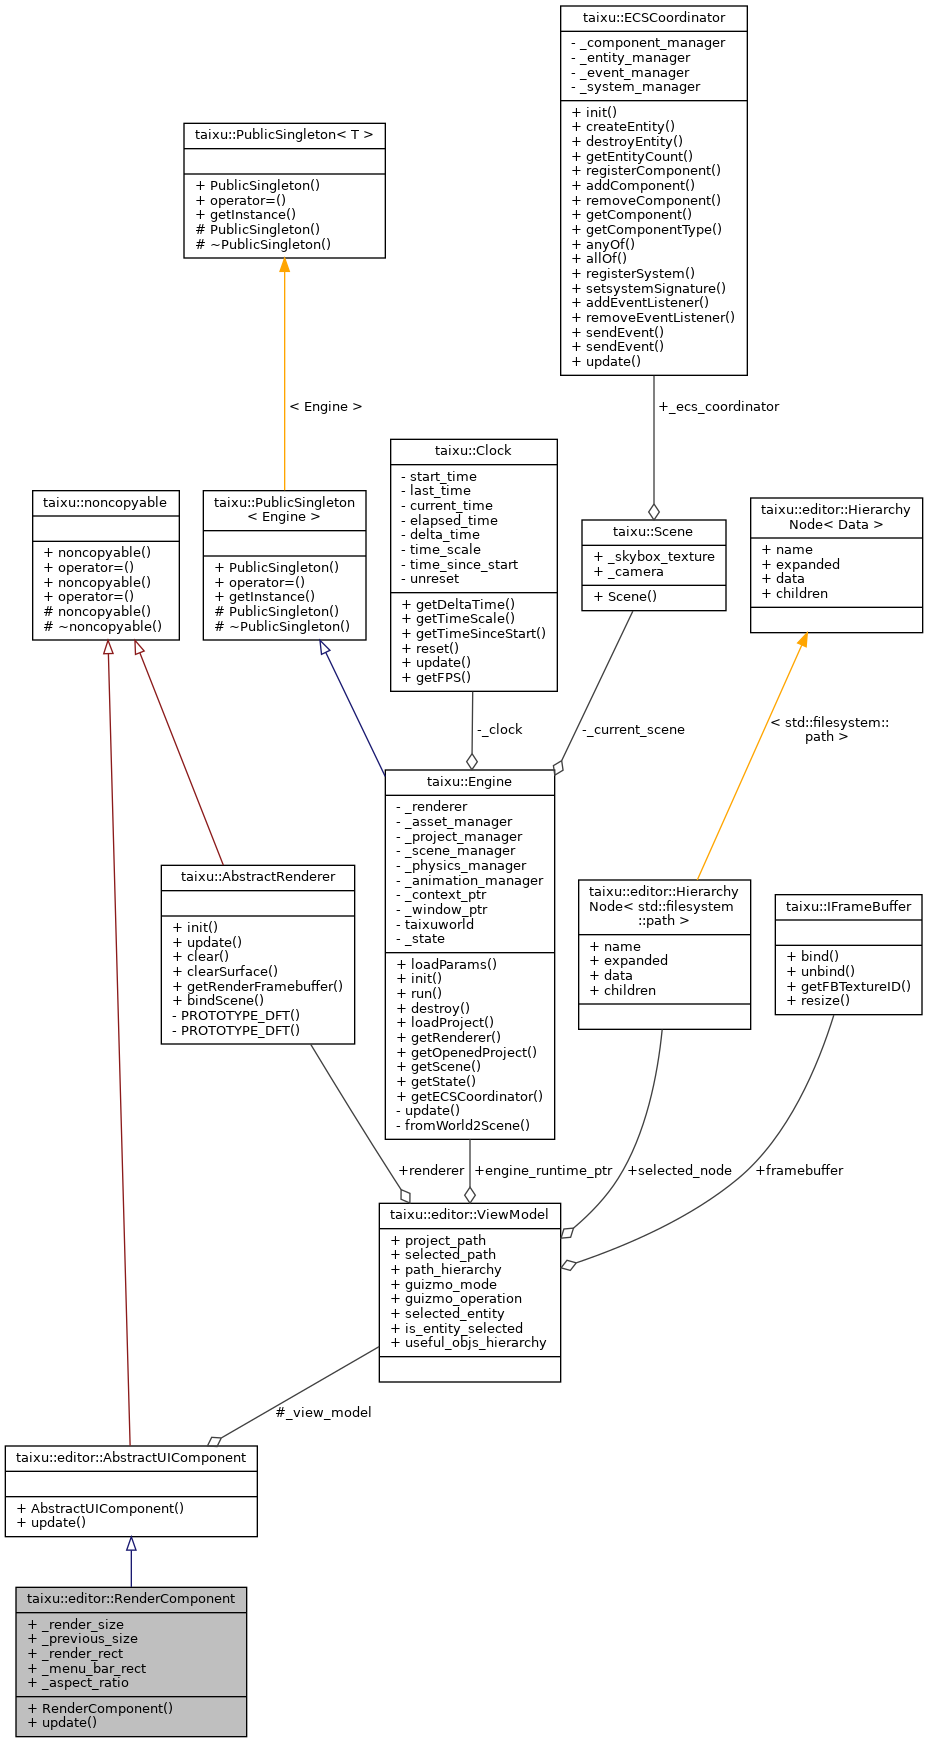 taixu::ECSCoordinator
- _component_manager
- _entity_manager
- _event_manager
- _system_manager
+ init()
+ createEntity()
+ destroyEntity()
+ getEntityCount()
+ registerComponent()
+ addComponent()
+ removeComponent()
+ getComponent()
+ getComponentType()
+ anyOf()
+ allOf()
+ registerSystem()
+ setsystemSignature()
+ addEventListener()
+ removeEventListener()
+ sendEvent()
+ sendEvent()
+ update()
taixu::PublicSingleton< T >
+ PublicSingleton()
+ operator=()
+ getInstance()
# PublicSingleton()
# ~PublicSingleton()
< Engine >
+_ecs_coordinator
taixu::Clock
- start_time
- last_time
- current_time
- elapsed_time
- delta_time
- time_scale
- time_since_start
- unreset
+ getDeltaTime()
+ getTimeScale()
+ getTimeSinceStart()
+ reset()
+ update()
+ getFPS()
taixu::noncopyable
+ noncopyable()
+ operator=()
+ noncopyable()
+ operator=()
# noncopyable()
# ~noncopyable()
taixu::PublicSingleton
< Engine >
+ PublicSingleton()
+ operator=()
+ getInstance()
# PublicSingleton()
# ~PublicSingleton()
taixu::Scene
+ _skybox_texture
+ _camera
+ Scene()
taixu::editor::Hierarchy
Node< Data >
+ name
+ expanded
+ data
+ children
-_clock
-_current_scene
< std::filesystem::
path >
taixu::Engine
- _renderer
- _asset_manager
- _project_manager
- _scene_manager
- _physics_manager
- _animation_manager
- _context_ptr
- _window_ptr
- taixuworld
- _state
+ loadParams()
+ init()
+ run()
+ destroy()
+ loadProject()
+ getRenderer()
+ getOpenedProject()
+ getScene()
+ getState()
+ getECSCoordinator()
- update()
- fromWorld2Scene()
taixu::AbstractRenderer
+ init()
+ update()
+ clear()
+ clearSurface()
+ getRenderFramebuffer()
+ bindScene()
- PROTOTYPE_DFT()
- PROTOTYPE_DFT()
taixu::editor::Hierarchy
Node< std::filesystem
::path >
+ name
+ expanded
+ data
+ children
taixu::IFrameBuffer
+ bind()
+ unbind()
+ getFBTextureID()
+ resize()
+renderer
+engine_runtime_ptr
+selected_node
+framebuffer
taixu::editor::ViewModel
+ project_path
+ selected_path
+ path_hierarchy
+ guizmo_mode
+ guizmo_operation
+ selected_entity
+ is_entity_selected
+ useful_objs_hierarchy
#_view_model
taixu::editor::AbstractUIComponent
+ AbstractUIComponent()
+ update()
taixu::editor::RenderComponent
+ _render_size
+ _previous_size
+ _render_rect
+ _menu_bar_rect
+ _aspect_ratio
+ RenderComponent()
+ update()